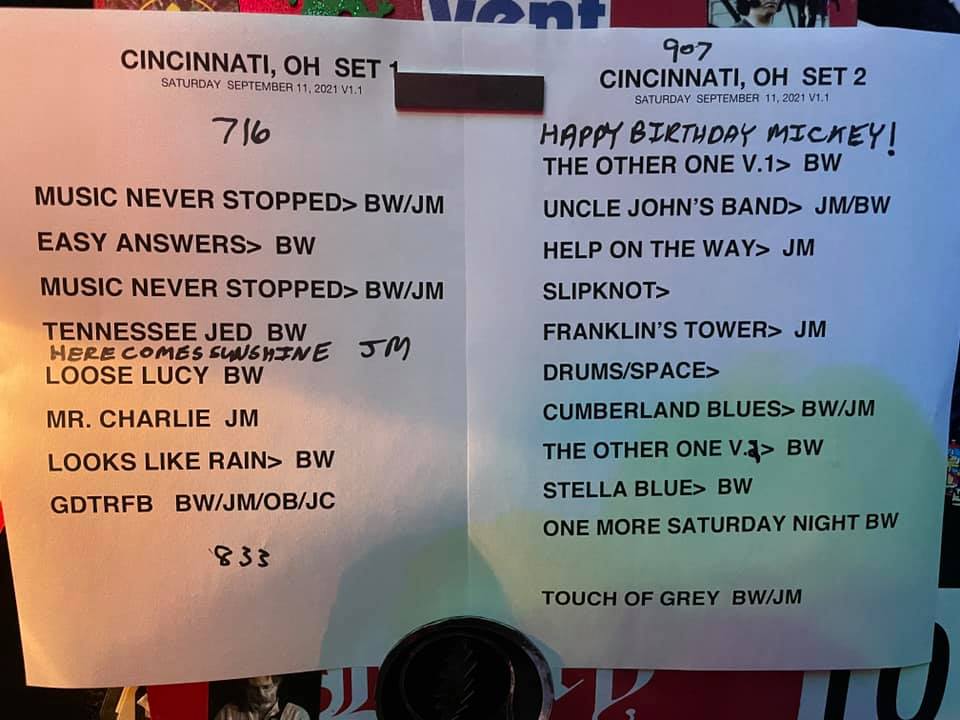 vent
CINCINNATI, OH SET 1
SATURDAY SEPTEMBER 11, 2021 V1.1
716
MUSIC NEVER STOPPED> BW/JM
EASY ANSWERS> BW
MUSIC NEVER STOPPED> BW/JM
TENNESSEE JED BW
HERE COMES SUNSHINE JM
LOOSE LUCY BW
MR. CHARLIE JM
LOOKS LIKE RAIN> BW
GDTRFB BW/JM/OB/JC
833
907
CINCINNATI, OH SET 2
SATURDAY SEPTEMBER 11, 2021 V1.1
HAPPY BIRTHDAY MICKEY!
THE OTHER ONE V.1> BW
UNCLE JOHN'S BAND> JM/BW
HELP ON THE WAY> JM
SLIPKNOT>
FRANKLIN'S TOWER> JM
DRUMS/SPACE>
CUMBERLAND BLUES> BW/JM
THE OTHER ONE V.2> BW
STELLA BLUE> BW
ONE MORE SATURDAY NIGHT BW
TOUCH OF GREY BW/JM